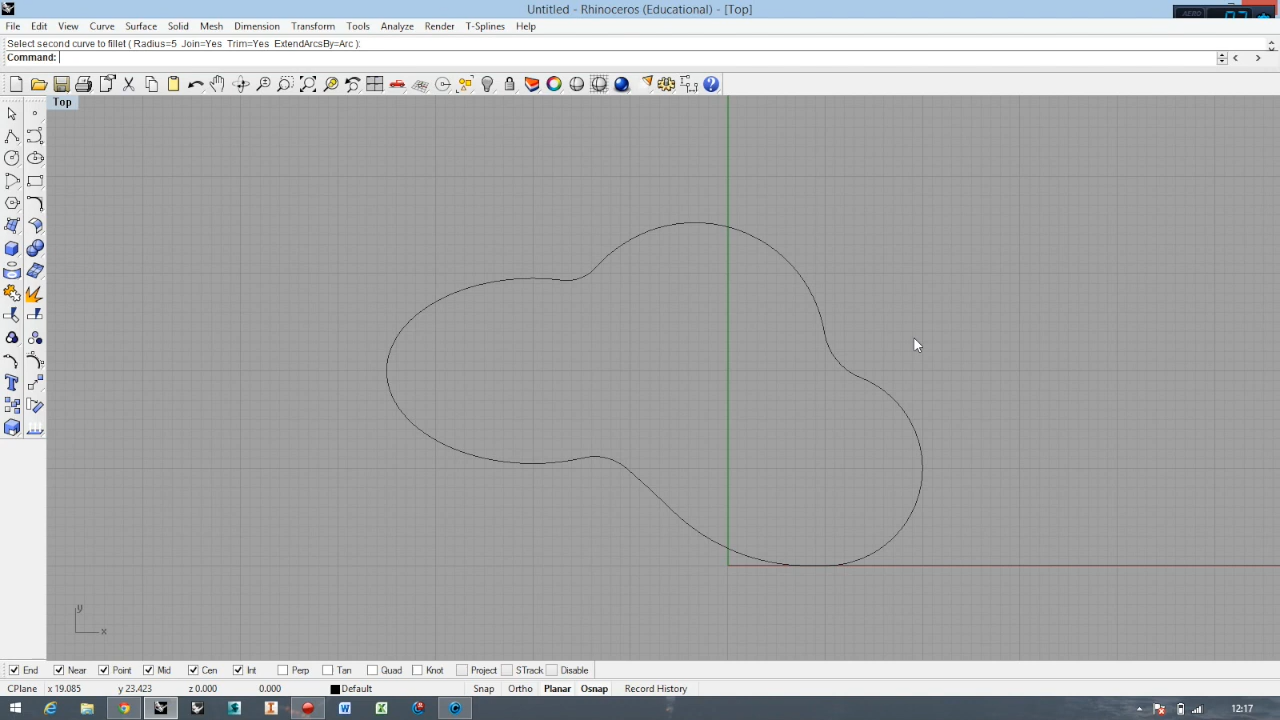 Untitled - Rhinoceros (Educational) - [Top]
AERO
File Edit View Curve Surface Solid Mesh Dimension Transform Tools Analyze Render T-Splines Help
Select second curve to fillet ( Radius=5 Join=Yes Trim=Yes ExtendArcsBy=Arc ):
Command:
Top
y
x
End Near Point Mid Cen Int Perp Tan Quad Knot Project STrack Disable
CPlane x 19.085 y 23.423 z 0.000 0.000 Default Snap Ortho Planar Osnap Record History
12:17